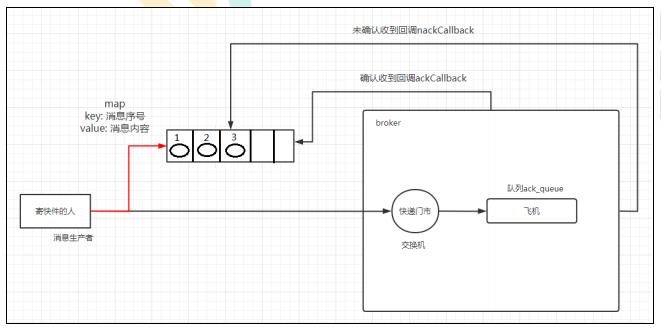 未确认收到回调nackCallback
确认收到回调ackCallback
map
key: 消息序号
value: 消息内容
1 2 3
broker
队列ack_queue
寄快件的人
快递门市
飞机
消息生产者
交换机